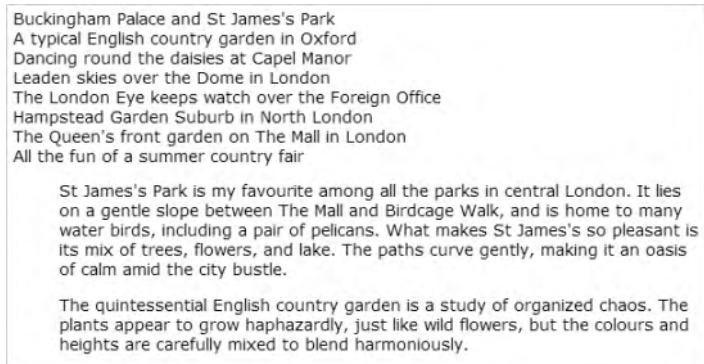 Buckingham Palace and St James's Park
A typical English country garden in Oxford
Dancing round the daisies at Capel Manor
Leaden skies over the Dome in London
The London Eye keeps watch over the Foreign Office
Hampstead Garden Suburb in North London
The Queen's front garden on The Mall in London
All the fun of a summer country fair
St James's Park is my favourite among all the parks in central London. It lies
on a gentle slope between The Mall and Birdcage Walk, and is home to many
water birds, including a pair of pelicans. What makes St James's so pleasant is
its mix of trees, flowers, and lake. The paths curve gently, making it an oasis
of calm amid the city bustle.
The quintessential English country garden is a study of organized chaos. The
plants appear to grow haphazardly, just like wild flowers, but the colours and
heights are carefully mixed to blend harmoniously.